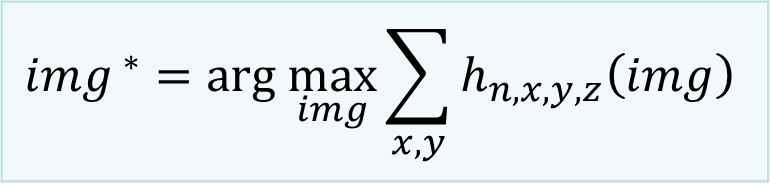 img * = arg max_{img} ∑_{x,y} h_{n,x,y,z}(img)